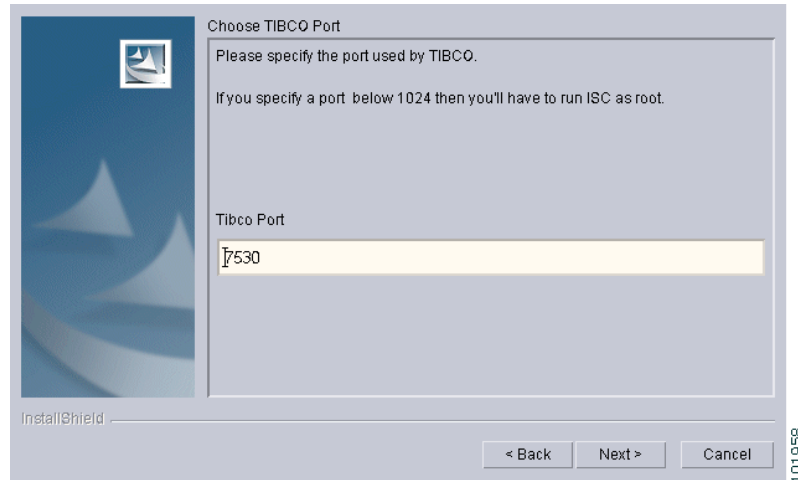 Choose TIBCO Port
Please specify the port used by TIBCO.
If you specify a port below 1024 then you'll have to run ISC as root.
Tibco Port
7530
InstallShield
< Back
Next >
Cancel
101958